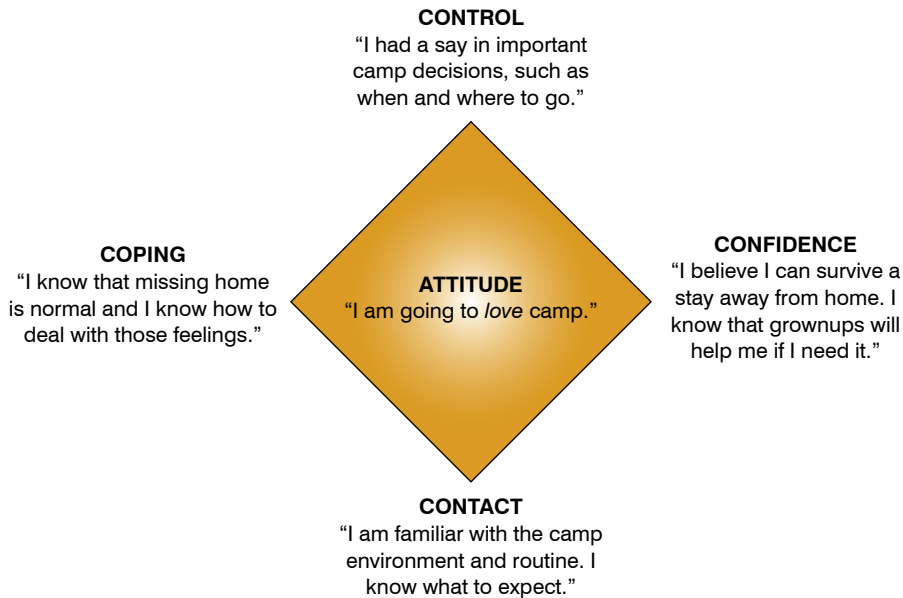 CONTROL
“I had a say in important
camp decisions, such as
when and where to go.”
COPING
“I know that missing home
is normal and I know how to
deal with those feelings.”
ATTITUDE
“I am going to love camp.”
CONFIDENCE
“I believe I can survive a
stay away from home. I
know that grownups will
help me if I need it.”
CONTACT
“I am familiar with the camp
environment and routine. I
know what to expect.”